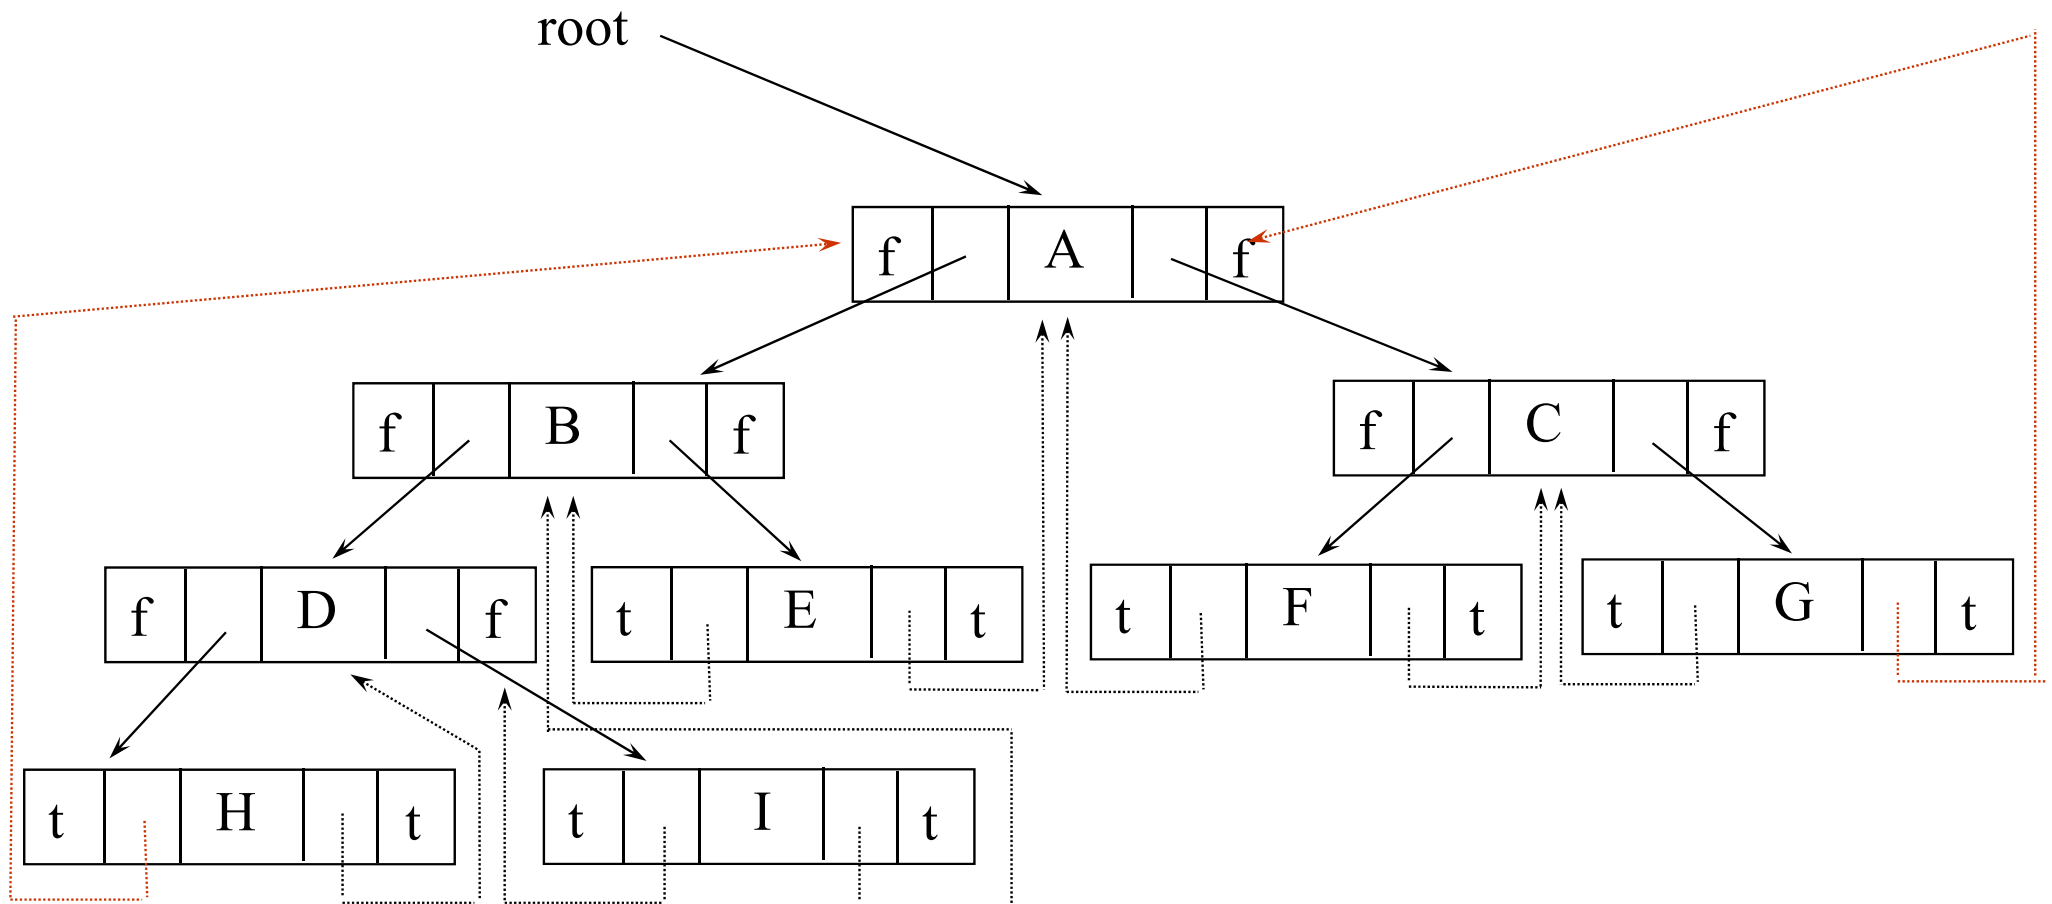 root
f A f
f B f
f C f
f D f
t E t
t F t
t G t
t H t
t I t